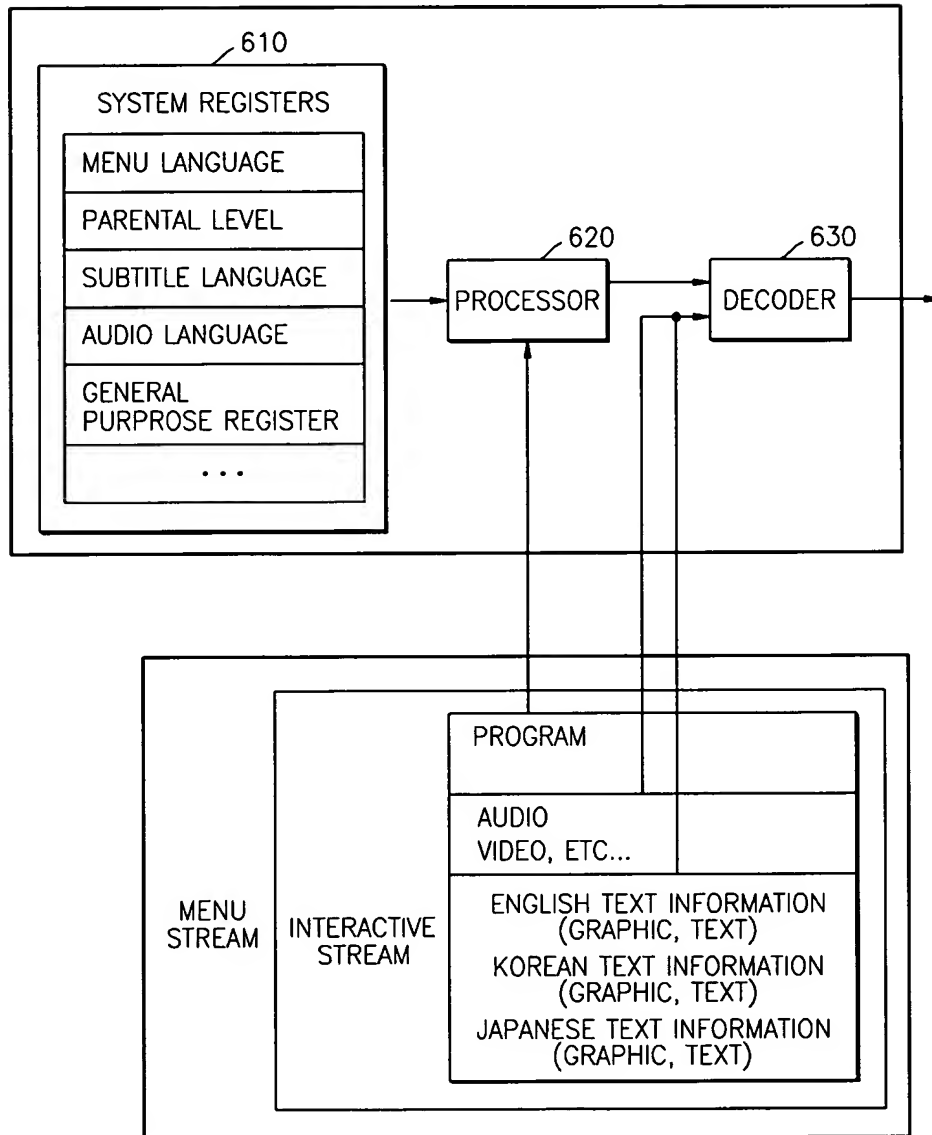 610
SYSTEM REGISTERS
MENU LANGUAGE
PARENTAL LEVEL
SUBTITLE LANGUAGE
AUDIO LANGUAGE
GENERAL
PURPROSE REGISTER
...
620
PROCESSOR
630
DECODER
MENU
STREAM
INTERACTIVE
STREAM
PROGRAM
AUDIO
VIDEO, ETC...
ENGLISH TEXT INFORMATION
(GRAPHIC, TEXT)
KOREAN TEXT INFORMATION
(GRAPHIC, TEXT)
JAPANESE TEXT INFORMATION
(GRAPHIC, TEXT)